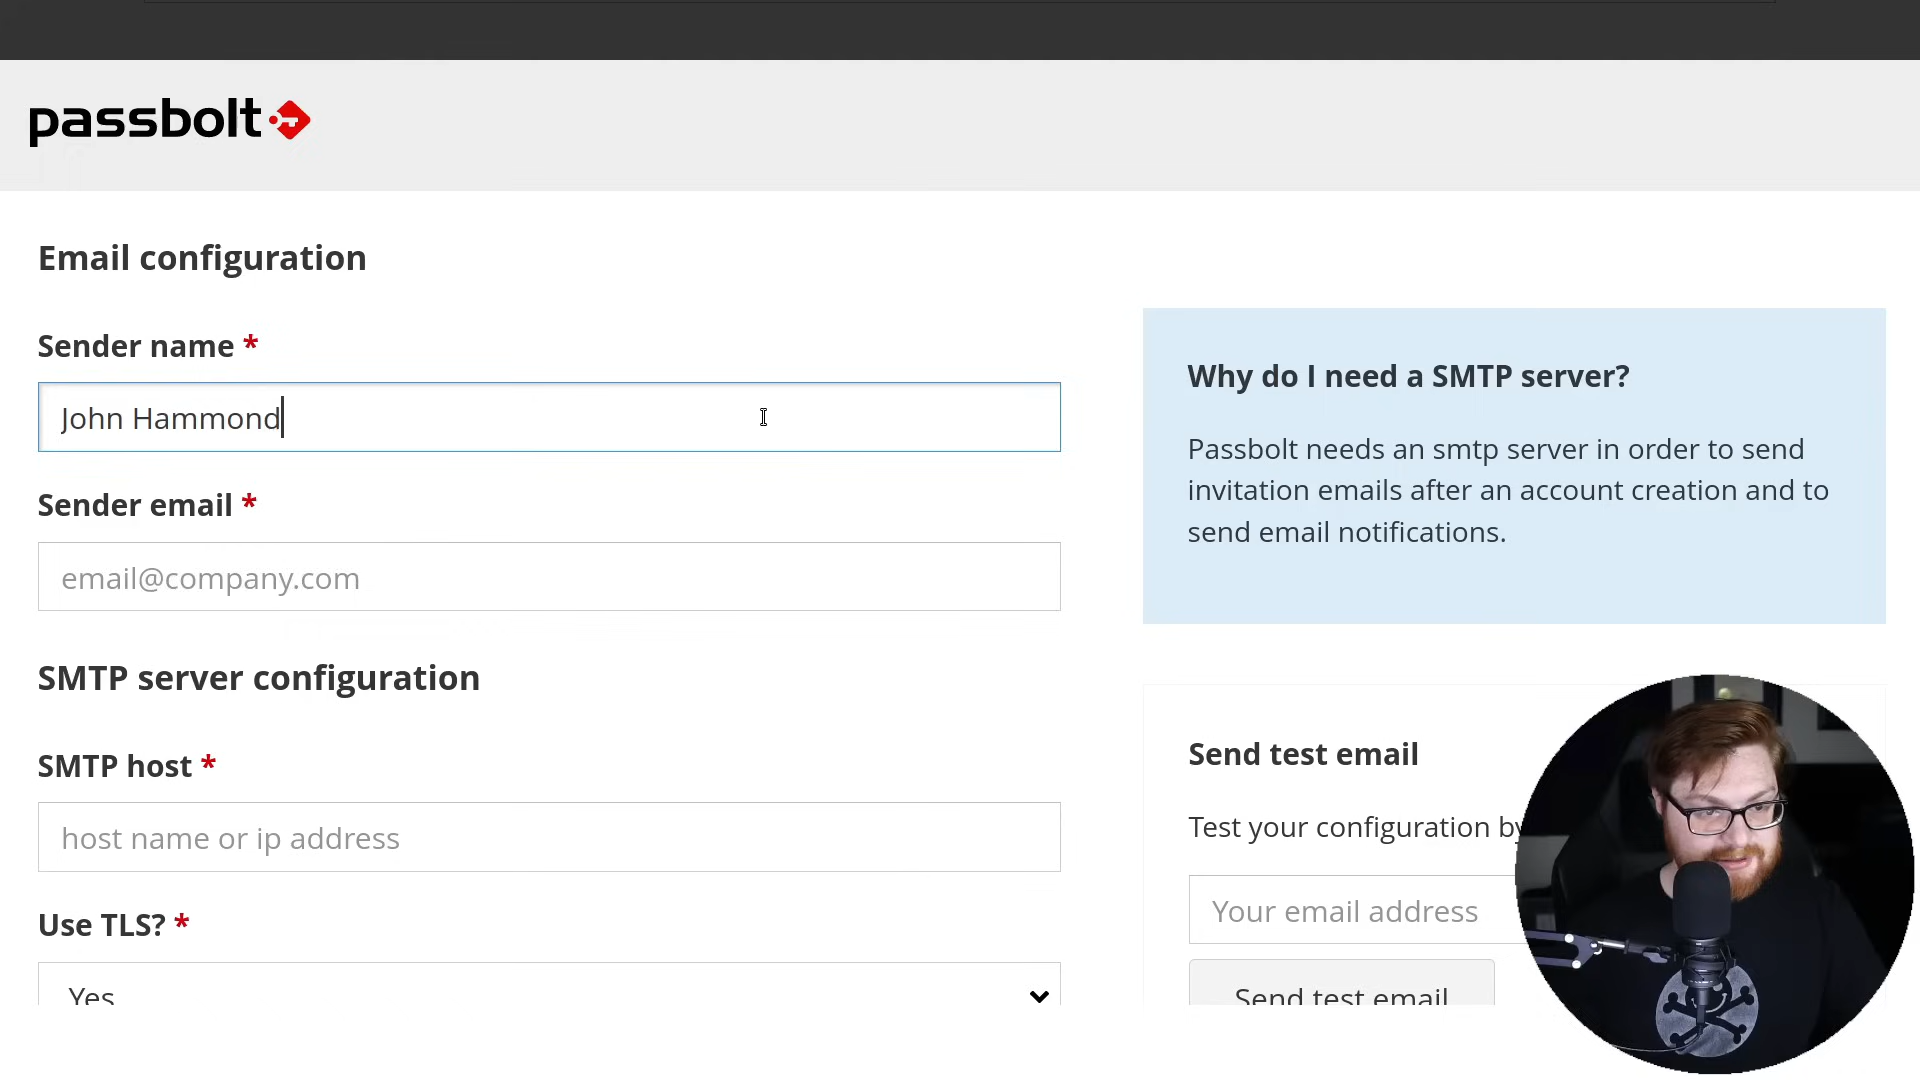 passbolt
Email configuration
Sender name *
John Hammond
Sender email *
email@company.com
SMTP server configuration
SMTP host *
host name or ip address
Use TLS? *
Yes
Why do I need a SMTP server?
Passbolt needs an smtp server in order to send
invitation emails after an account creation and to
send email notifications.
Send test email
Test your configuration by
Your email address
Send test email